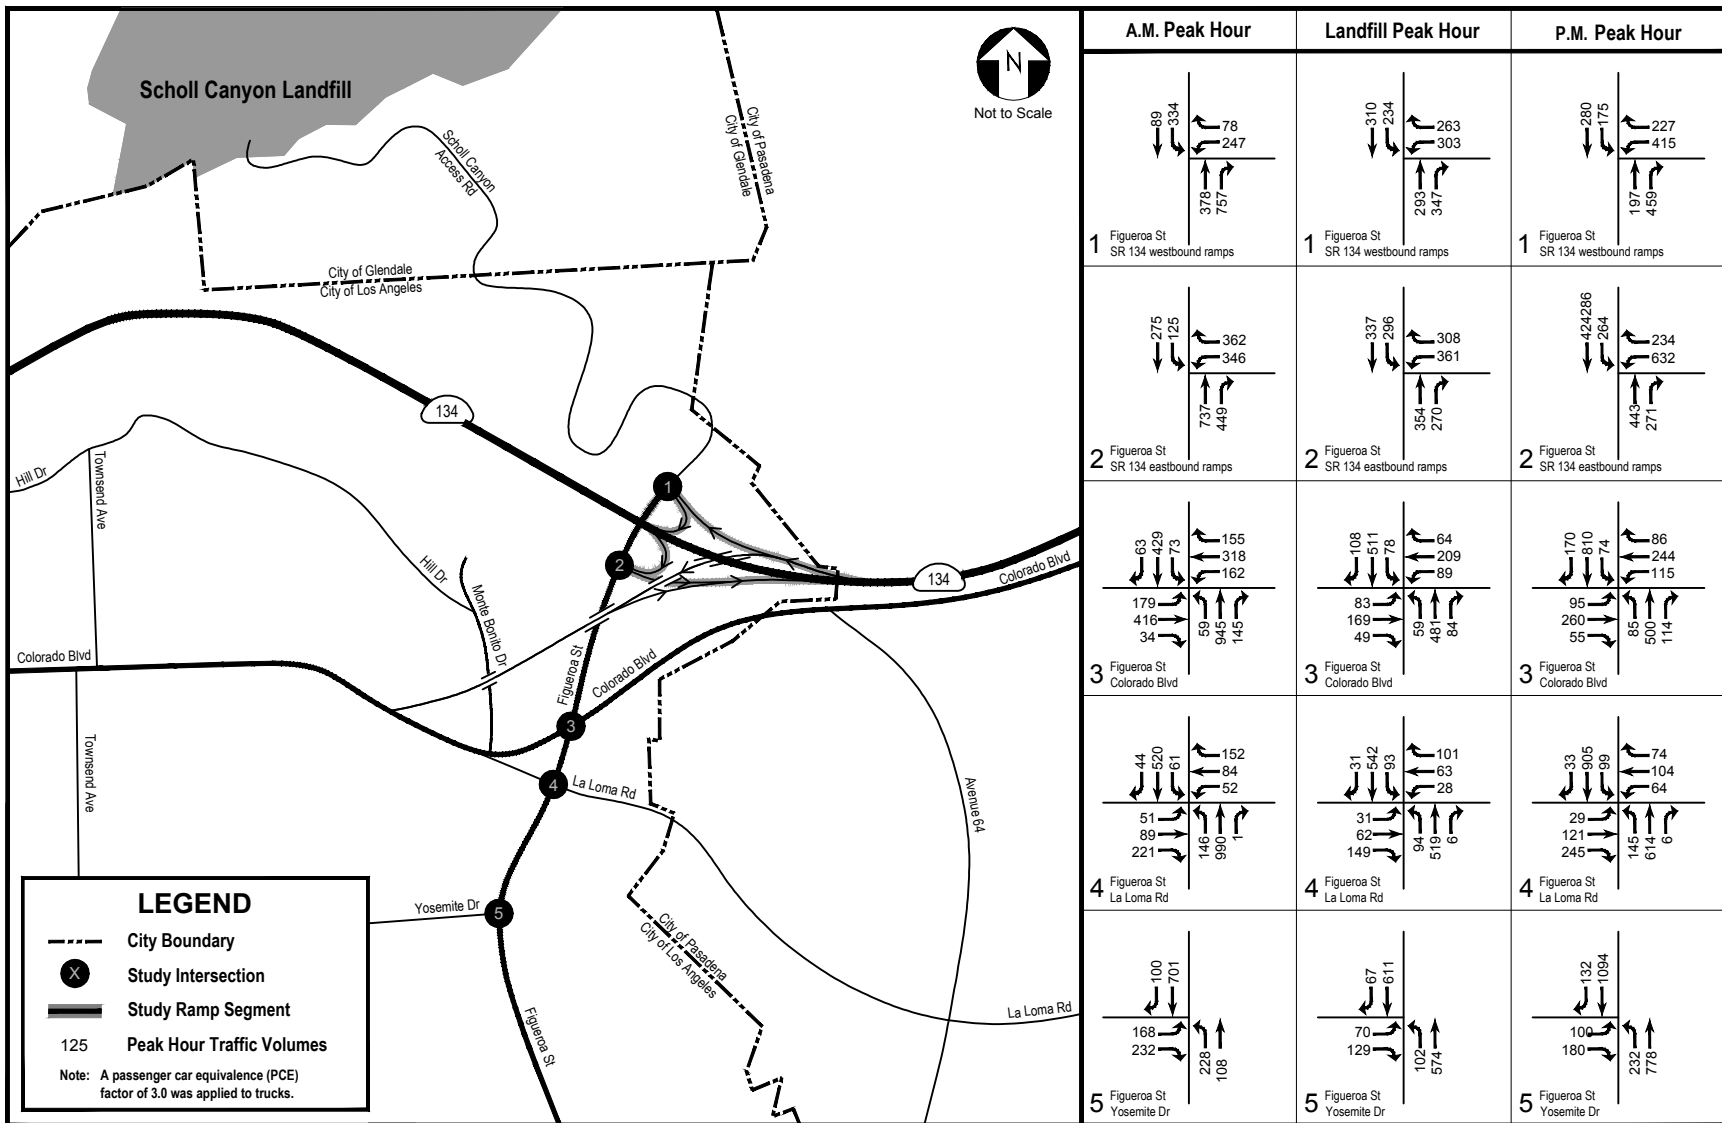 Scholl Canyon Landfill
N
Not to Scale
Scholl Canyon
Access Rd
City of Pasadena
City of Glendale
City of Glendale
City of Los Angeles
134
Hill Dr
Townsend Ave
1
2
134
Colorado Blvd
Hill Dr
Monte Bonito Dr
Colorado Blvd
Figueroa St
Colorado Blvd
3
4
La Loma Rd
Townsend Ave
Avenue 64
Yosemite Dr
5
City of Pasadena
City of Los Angeles
La Loma Rd
Figueroa St
LEGEND
City Boundary
X
Study Intersection
Study Ramp Segment
125
Peak Hour Traffic Volumes
Note: A passenger car equivalence (PCE)
factor of 3.0 was applied to trucks.
A.M. Peak Hour
Landfill Peak Hour
P.M. Peak Hour
89
334
78
247
378
757
1
Figueroa St
SR 134 westbound ramps
310
234
263
303
293
347
1
Figueroa St
SR 134 westbound ramps
280
175
227
415
197
459
1
Figueroa St
SR 134 westbound ramps
275
125
362
346
737
449
2
Figueroa St
SR 134 eastbound ramps
337
296
308
361
354
270
2
Figueroa St
SR 134 eastbound ramps
424286
264
234
632
443
271
2
Figueroa St
SR 134 eastbound ramps
63
429
73
155
318
162
179
416
34
59
945
145
3
Figueroa St
Colorado Blvd
108
511
78
64
209
89
83
169
49
59
481
84
3
Figueroa St
Colorado Blvd
170
810
74
86
244
115
95
260
55
85
500
114
3
Figueroa St
Colorado Blvd
44
520
61
152
84
52
51
89
221
146
990
1
4
Figueroa St
La Loma Rd
31
542
93
101
63
28
31
62
149
94
519
6
4
Figueroa St
La Loma Rd
33
905
99
74
104
64
29
121
245
145
614
6
4
Figueroa St
La Loma Rd
100
701
168
232
228
108
5
Figueroa St
Yosemite Dr
67
611
70
129
102
574
5
Figueroa St
Yosemite Dr
132
1094
100
180
232
778
5
Figueroa St
Yosemite Dr